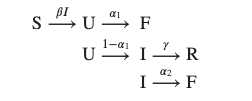 S —βI→ U —α₁→ F
U —1−α₁→ I —γ→ R
I —α₂→ F